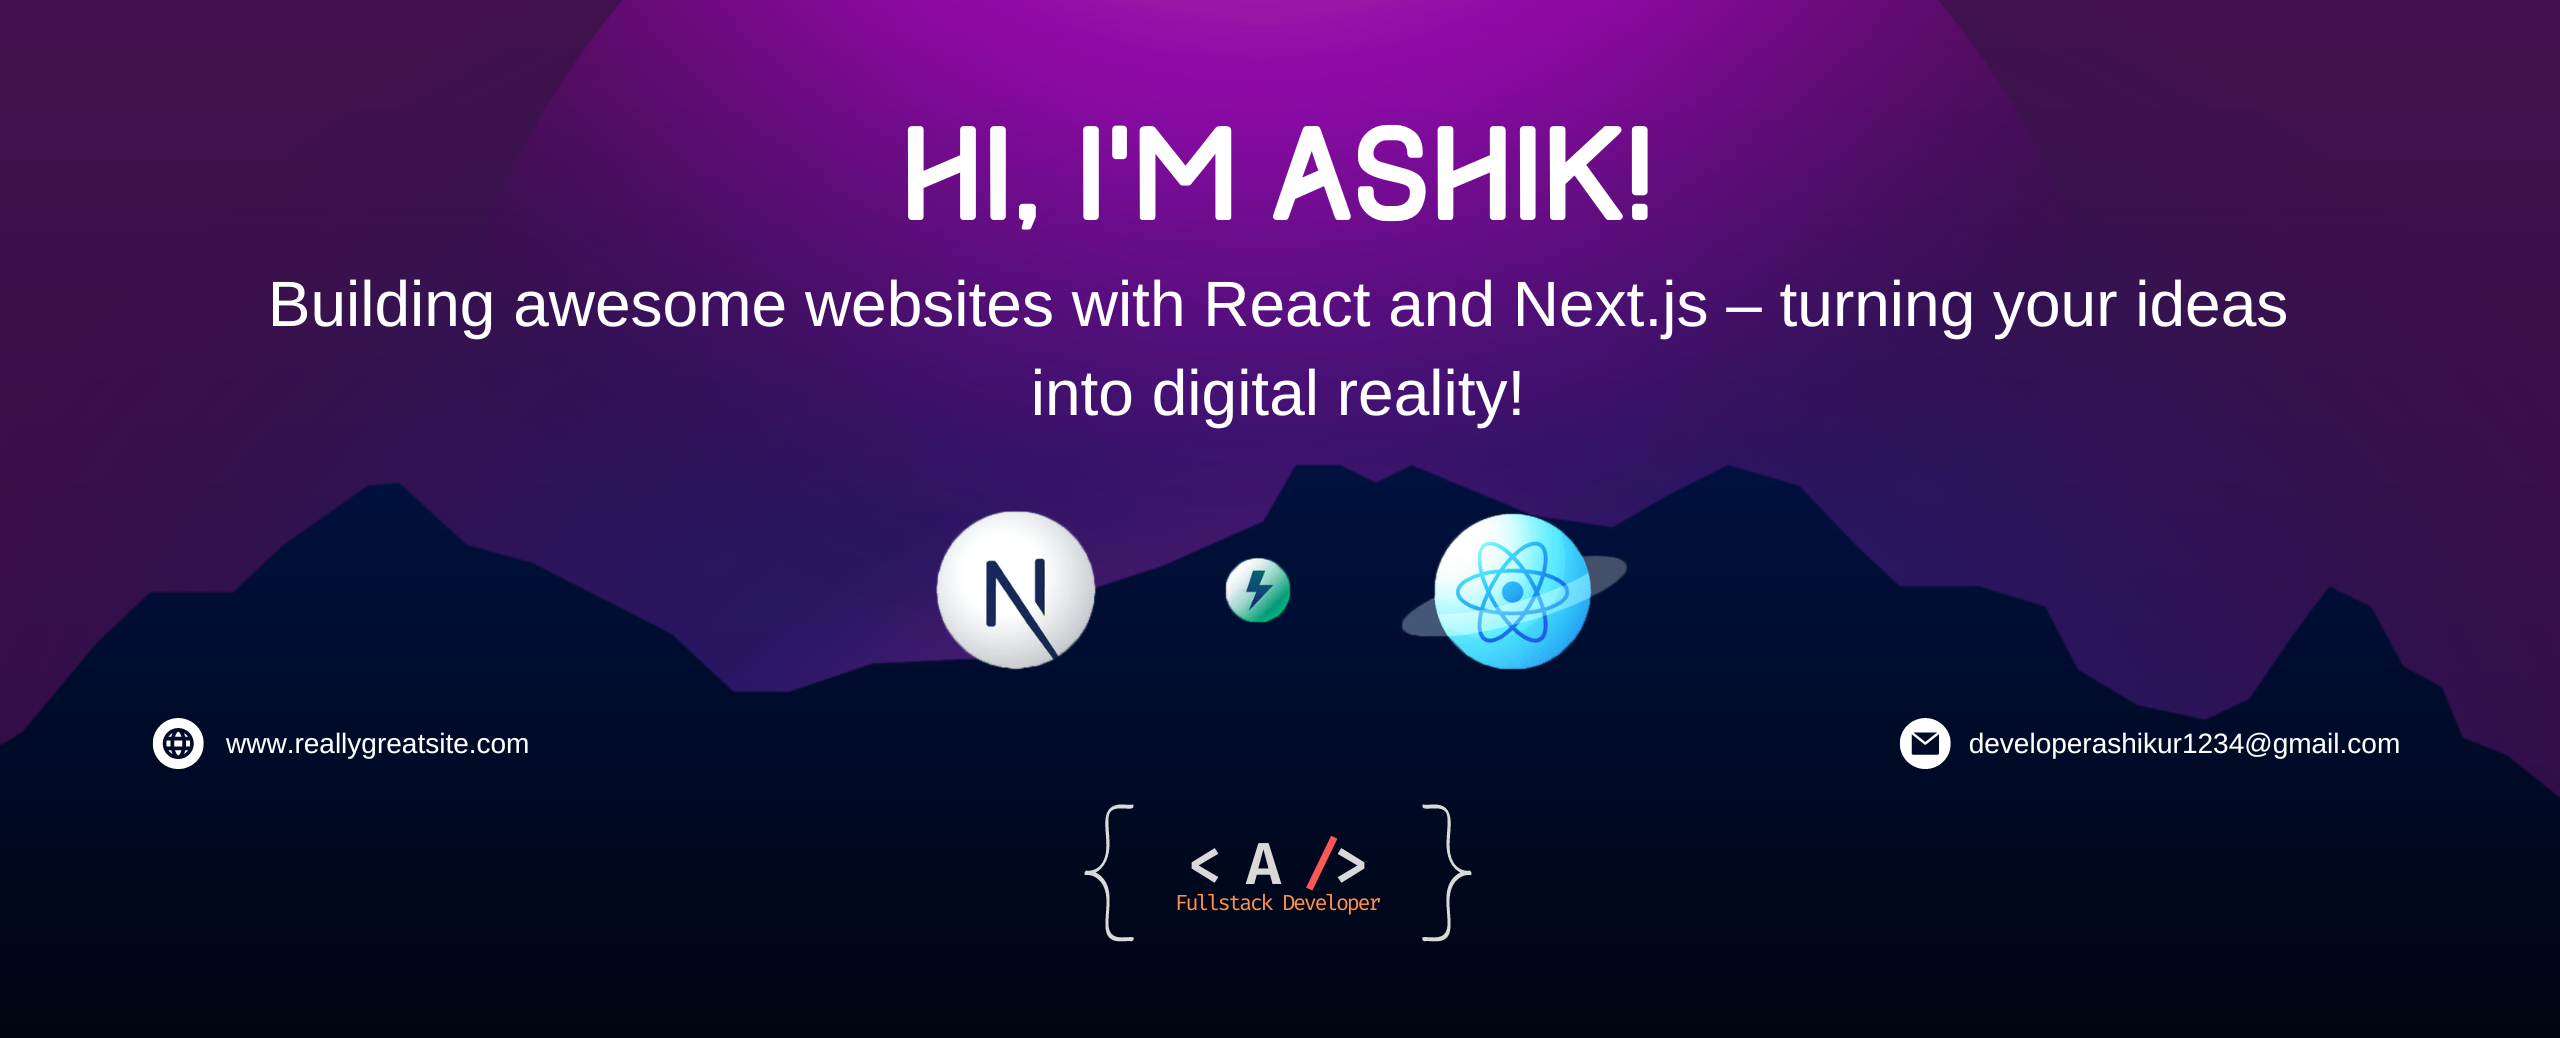 HI, I'M ASHIK!
Building awesome websites with React and Next.js – turning your ideas
into digital reality!
N
www.reallygreatsite.com
developerashikur1234@gmail.com
{ < A /> }
Fullstack Developer